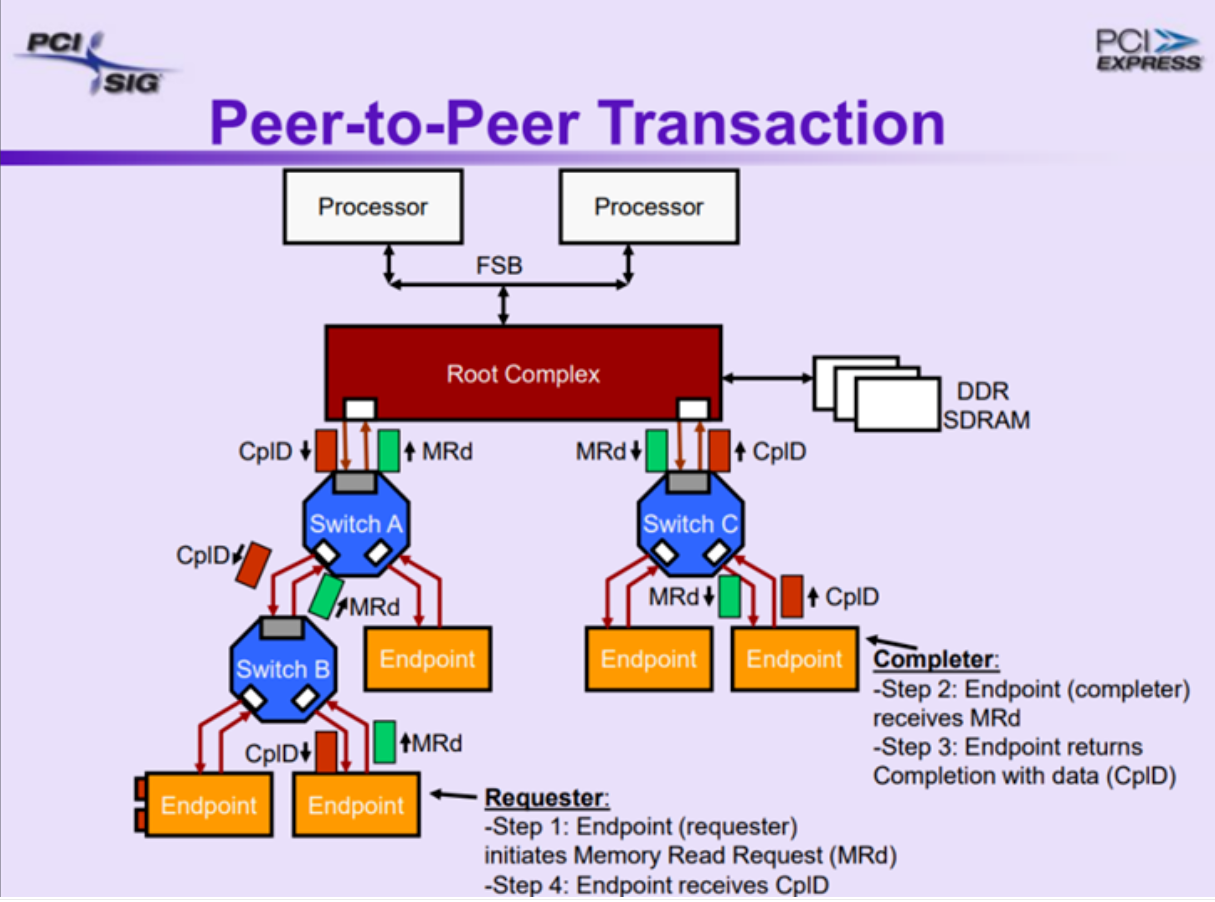 PCI
SIG
PCI
EXPRESS
Peer-to-Peer Transaction
Processor
Processor
FSB
Root Complex
DDR
SDRAM
CplD
MRd
MRd
CplD
Switch A
Switch C
CplD
MRd
MRd
CplD
Endpoint
Endpoint
Endpoint
Switch B
Completer:
-Step 2: Endpoint (completer)
receives MRd
-Step 3: Endpoint returns
Completion with data (CplD)
CplD
MRd
Endpoint
Endpoint
Requester:
-Step 1: Endpoint (requester)
initiates Memory Read Request (MRd)
-Step 4: Endpoint receives CplD